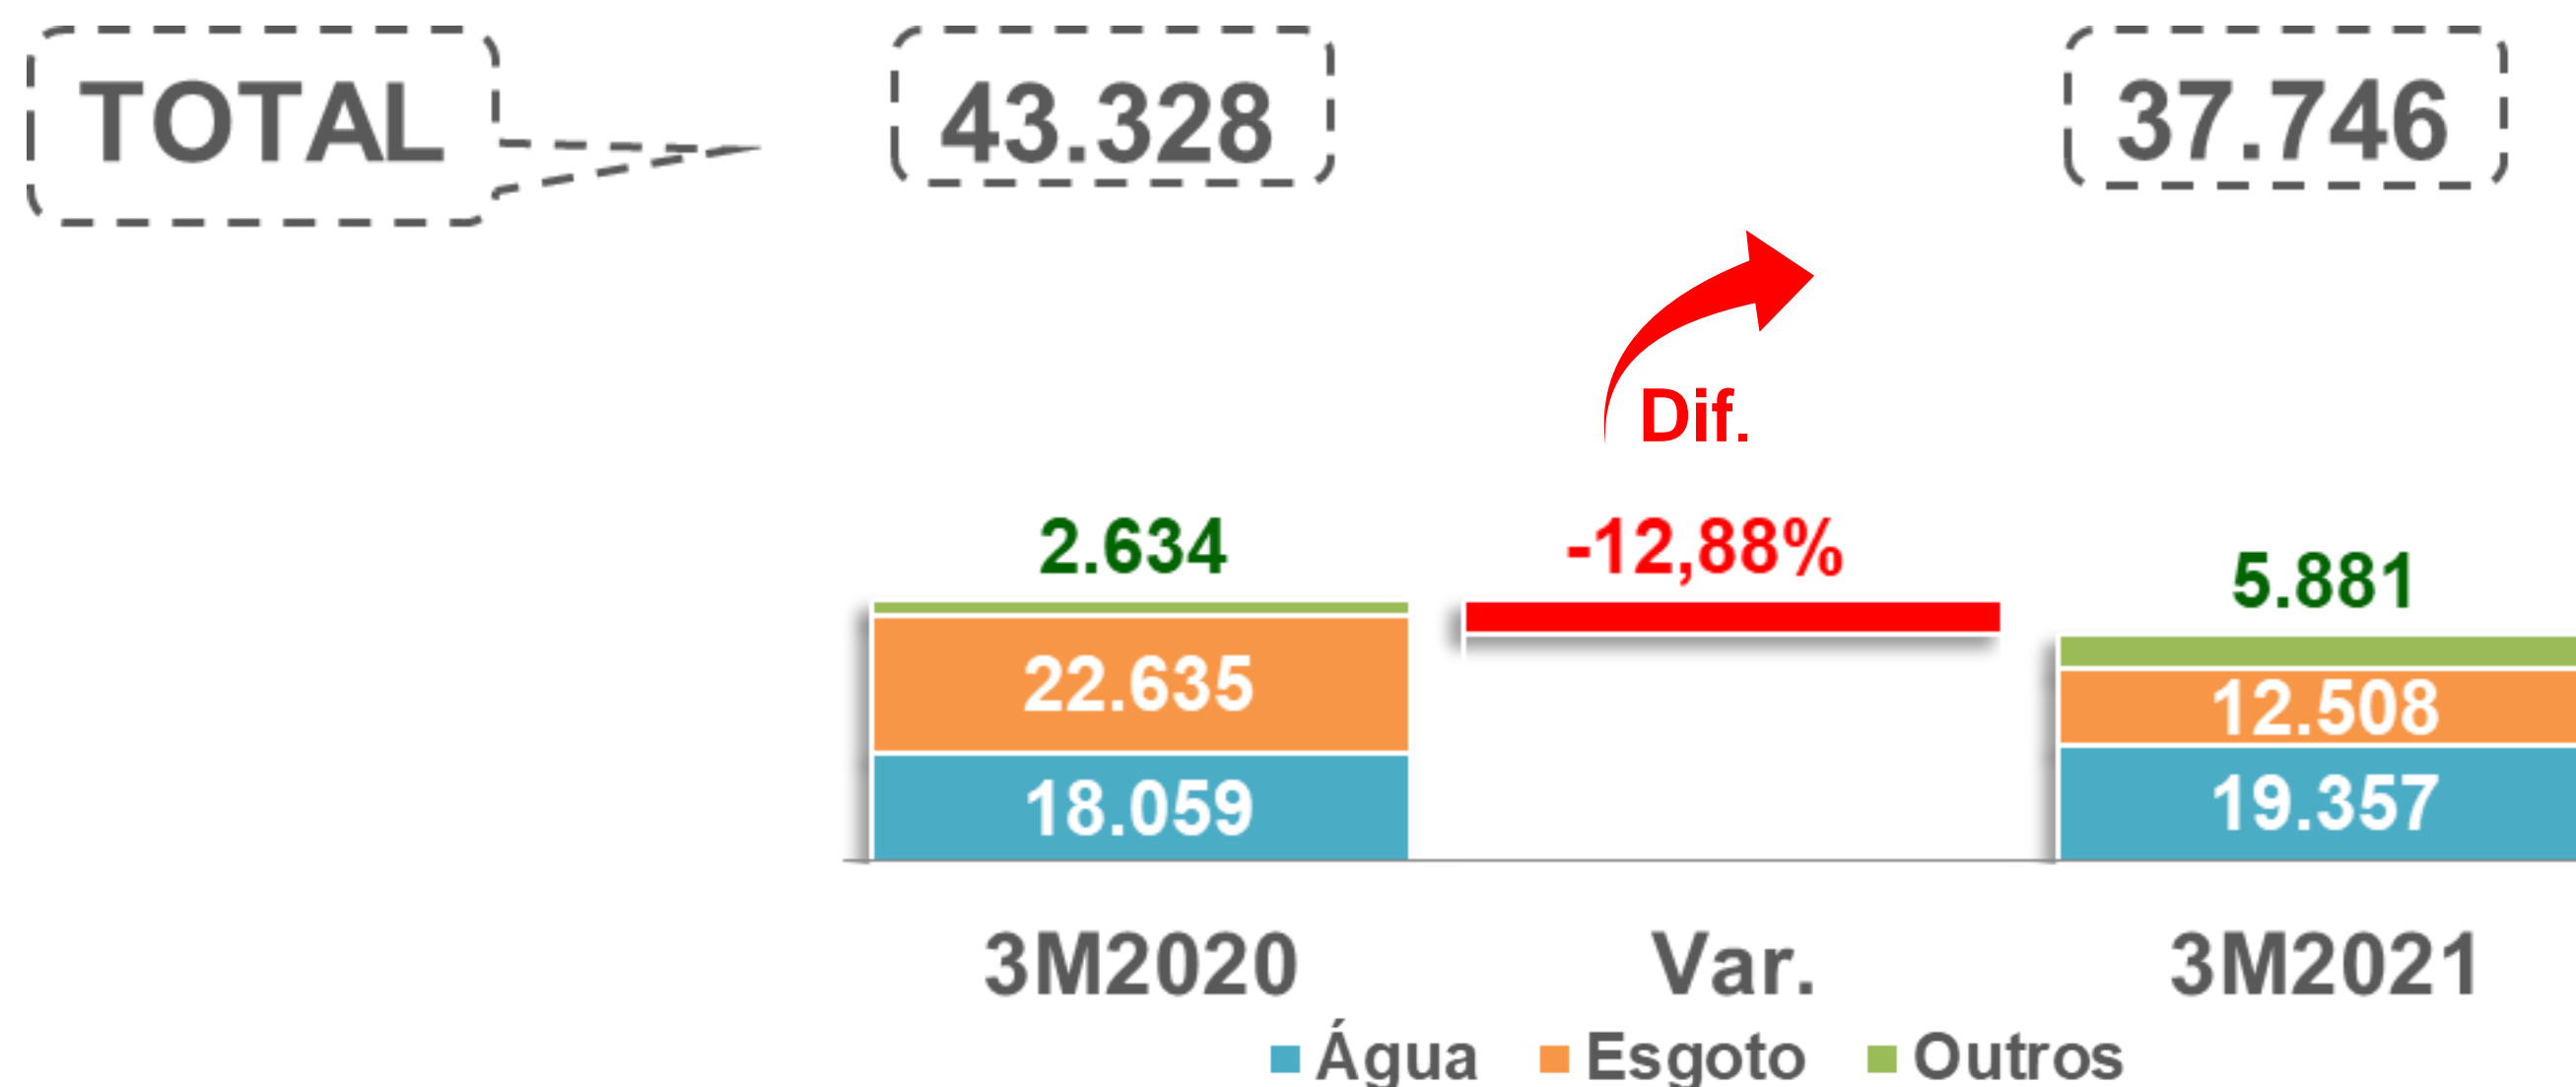 TOTAL 43.328 37.746
Dif.
2.634 -12,88% 5.881
22.635 12.508
18.059 19.357
3M2020 Var. 3M2021
Água Esgoto Outros